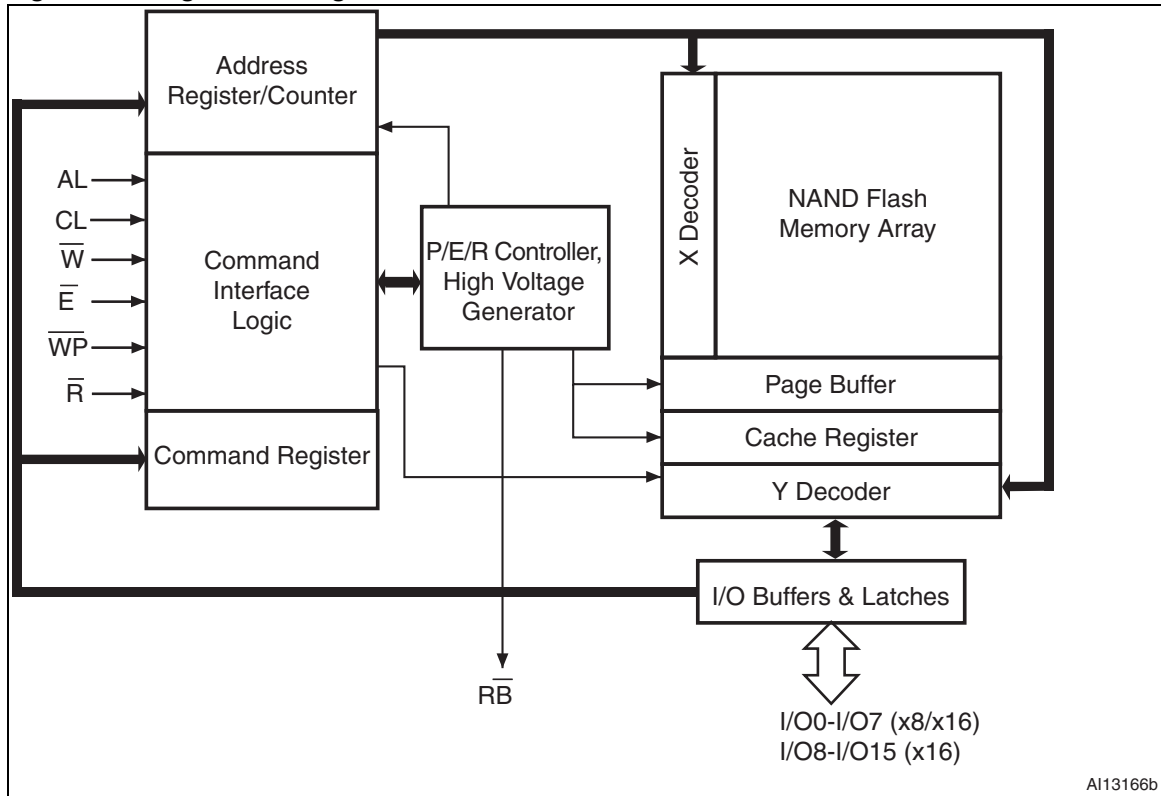 Address
Register/Counter
AL
CL
W̅
E̅
W̅P̅
R̅
Command
Interface
Logic
Command Register
P/E/R Controller,
High Voltage
Generator
RB̅
X Decoder
NAND Flash
Memory Array
Page Buffer
Cache Register
Y Decoder
I/O Buffers & Latches
I/O0-I/O7 (x8/x16)
I/O8-I/O15 (x16)
AI13166b